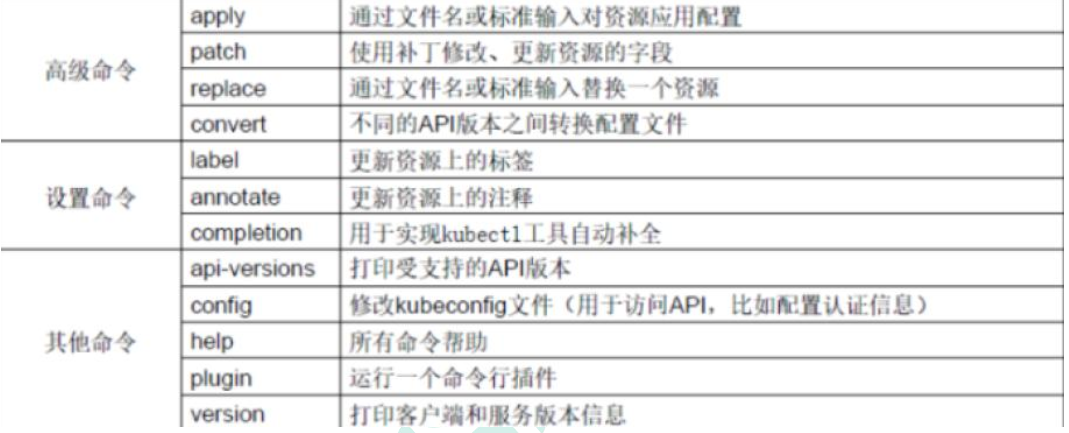 高级命令
apply 通过文件名或标准输入对资源应用配置
patch 使用补丁修改、更新资源的字段
replace 通过文件名或标准输入替换一个资源
convert 不同的API版本之间转换配置文件
设置命令
label 更新资源上的标签
annotate 更新资源上的注释
completion 用于实现kubectl工具自动补全
其他命令
api-versions 打印受支持的API版本
config 修改kubeconfig文件（用于访问API，比如配置认证信息）
help 所有命令帮助
plugin 运行一个命令行插件
version 打印客户端和服务版本信息